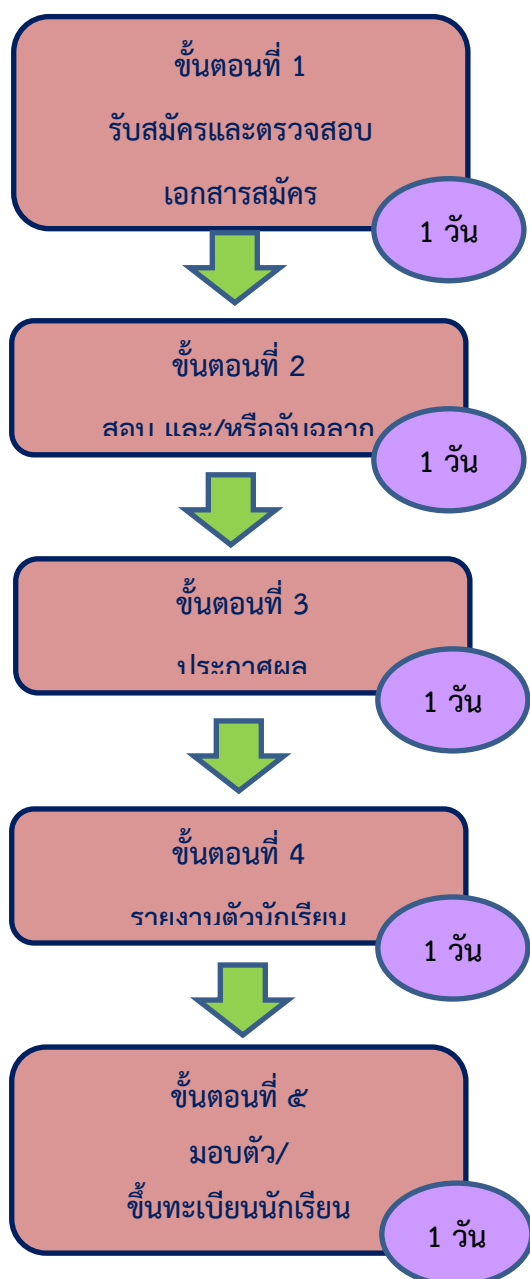 ขั้นตอนที่ 1
รับสมัครและตรวจสอบ
เอกสารสมัคร
1 วัน
ขั้นตอนที่ 2
สอบ และ/หรือจับฉลาก
1 วัน
ขั้นตอนที่ 3
ประกาศผล
1 วัน
ขั้นตอนที่ 4
รายงานตัวนักเรียน
1 วัน
ขั้นตอนที่ ๕
มอบตัว/
ขึ้นทะเบียนนักเรียน
1 วัน